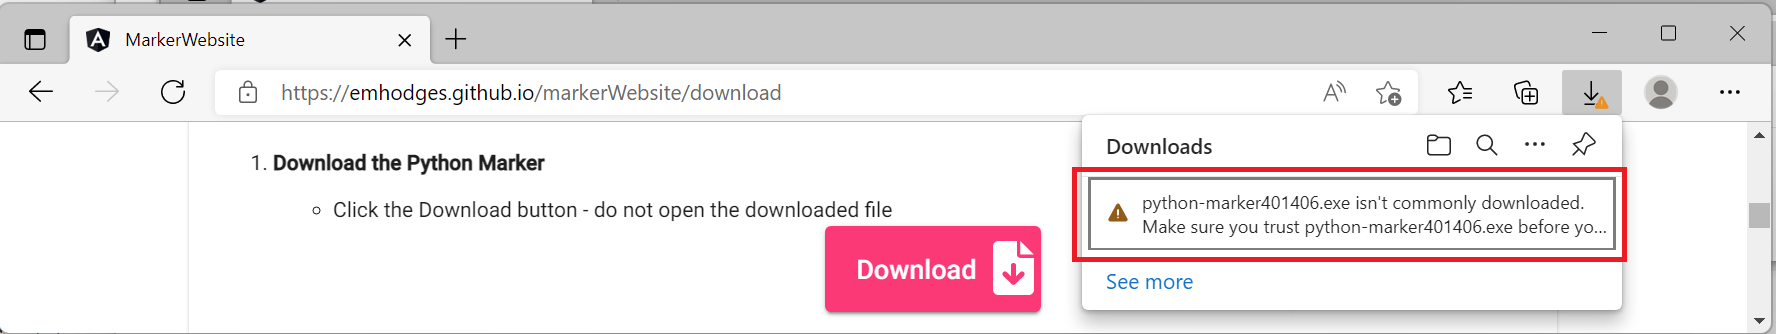 MarkerWebsite
https://emhodges.github.io/markerWebsite/download
Downloads
1. Download the Python Marker
python-marker401406.exe isn't commonly downloaded.
Make sure you trust python-marker401406.exe before yo...
Click the Download button - do not open the downloaded file
Download
See more